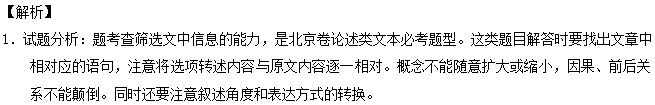 【解析】
1．试题分析：题考查筛选文中信息的能力，是北京卷论述类文本必考题型。这类题目解答时要找出文章中
相对应的语句，注意将选项转述内容与原文内容逐一相对。概念不能随意扩大或缩小，因果、前后关
系不能颠倒。同时还要注意叙述角度和表达方式的转换。